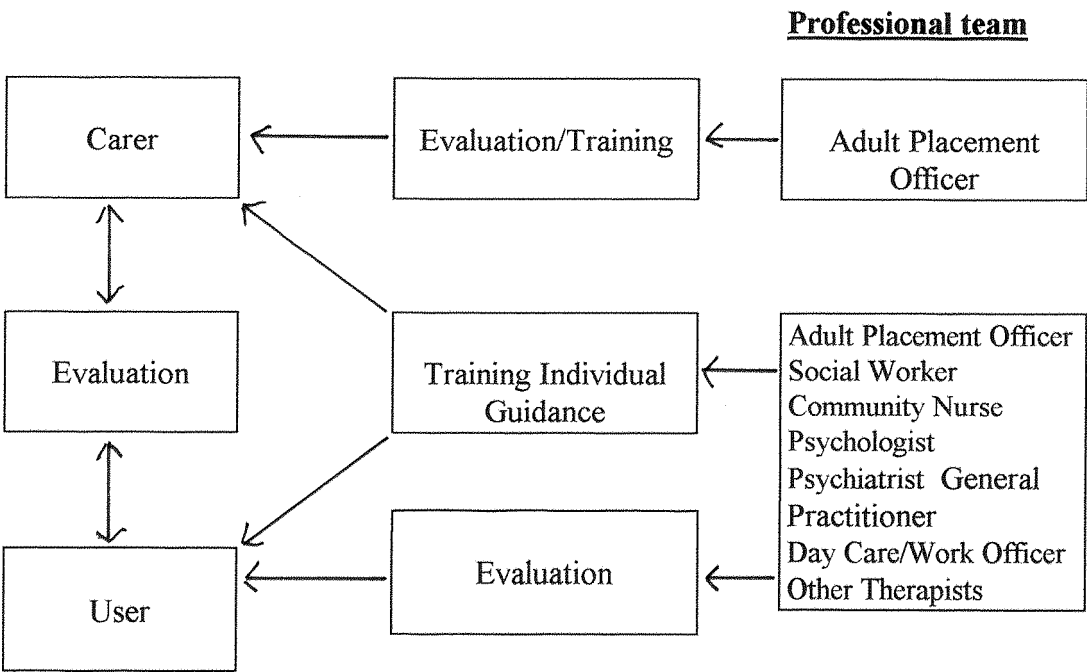 Professional team
Carer
Evaluation/Training
Adult Placement
Officer
Evaluation
Training Individual
Guidance
Adult Placement Officer
Social Worker
Community Nurse
Psychologist
Psychiatrist General
Practitioner
Day Care/Work Officer
Other Therapists
User
Evaluation